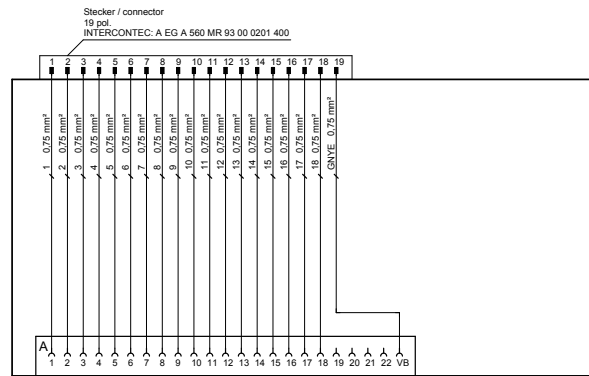 Stecker / connector
19 pol.
INTERCONTEC: A EG A 560 MR 93 00 0201 400
1 2 3 4 5 6 7 8 9 10 11 12 13 14 15 16 17 18 19
1 0,75 mm²
2 0,75 mm²
3 0,75 mm²
4 0,75 mm²
5 0,75 mm²
6 0,75 mm²
7 0,75 mm²
8 0,75 mm²
9 0,75 mm²
10 0,75 mm²
11 0,75 mm²
12 0,75 mm²
13 0,75 mm²
14 0,75 mm²
15 0,75 mm²
16 0,75 mm²
17 0,75 mm²
18 0,75 mm²
GNYE 0,75 mm²
A
1 2 3 4 5 6 7 8 9 10 11 12 13 14 15 16 17 18 19 20 21 22 VB